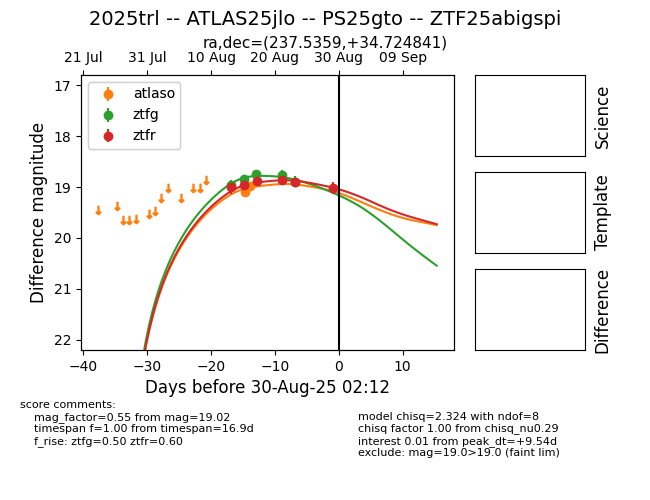 2025trl -- ATLAS25jlo -- PS25gto -- ZTF25abigspi
ra,dec=(237.5359,+34.724841)
21 Jul 31 Jul 10 Aug 20 Aug 30 Aug 09 Sep
17
18
19
20
21
22
Difference magnitude
atlaso
ztfg
ztfr
−40 −30 −20 −10 0 10
Days before 30-Aug-25 02:12
Science
Template
Difference
score comments:
mag_factor=0.55 from mag=19.02
timespan f=1.00 from timespan=16.9d
f_rise: ztfg=0.50 ztfr=0.60
model chisq=2.324 with ndof=8
chisq factor 1.00 from chisq_nu0.29
interest 0.01 from peak_dt=+9.54d
exclude: mag=19.0>19.0 (faint lim)